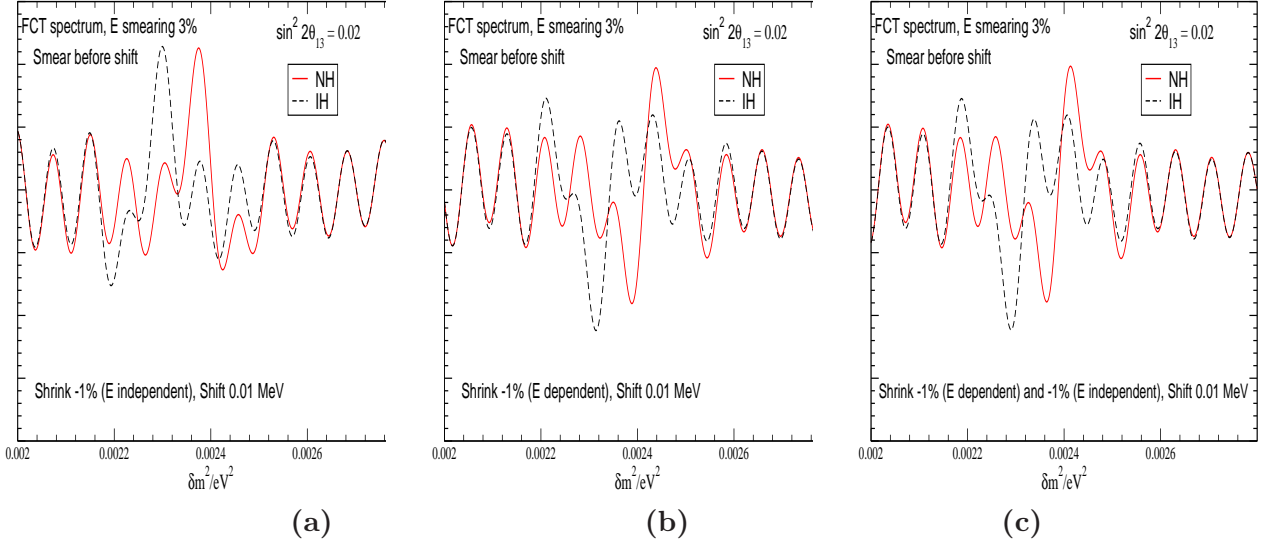 FCT spectrum, E smearing 3%
sin² 2θ₁₃ = 0.02
Smear before shift
NH
IH
Shrink -1% (E independent), Shift 0.01 MeV
0.002
0.0022
0.0024
0.0026
δm²/eV²
(a)
FCT spectrum, E smearing 3%
sin² 2θ₁₃ = 0.02
Smear before shift
NH
IH
Shrink -1% (E dependent), Shift 0.01 MeV
0.002
0.0022
0.0024
0.0026
δm²/eV²
(b)
FCT spectrum, E smearing 3%
sin² 2θ₁₃ = 0.02
Smear before shift
NH
IH
Shrink -1% (E dependent) and -1% (E independent), Shift 0.01 MeV
0.002
0.0022
0.0024
0.0026
δm²/eV²
(c)